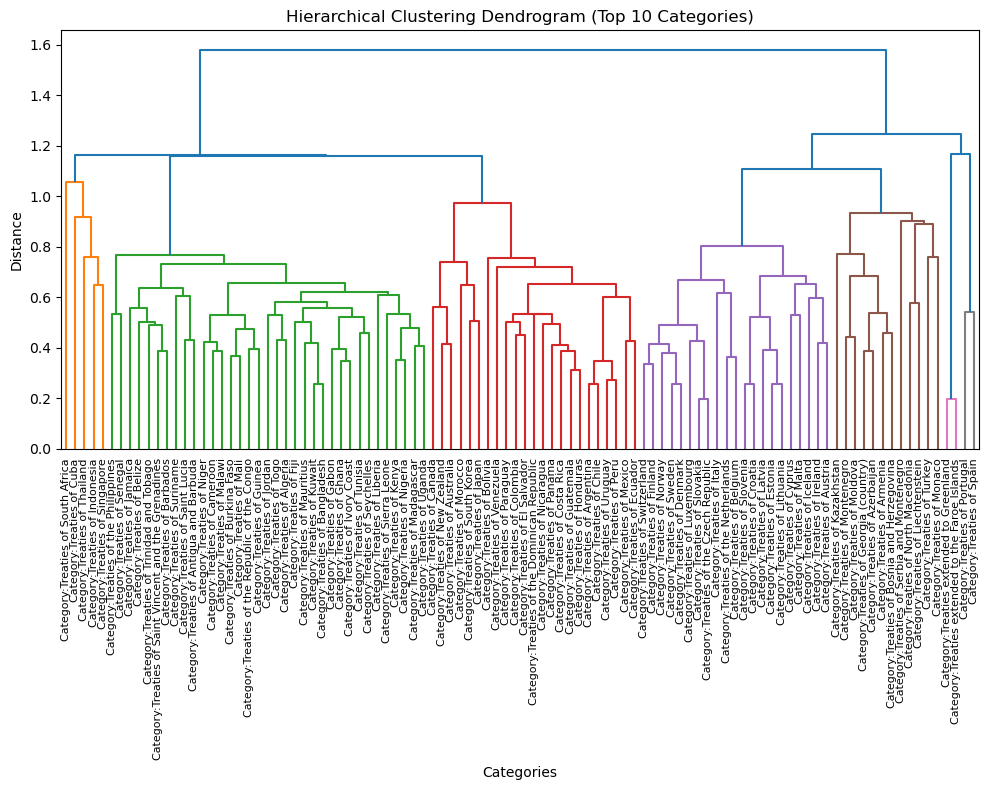 Hierarchical Clustering Dendrogram (Top 10 Categories)
1.6
1.4
1.2
1.0
0.8
0.6
0.4
0.2
0.0
Distance
Category:Treaties of South Africa
Category:Treaties of Cuba
Category:Treaties of Thailand
Category:Treaties of Indonesia
Category:Treaties of Singapore
Category:Treaties of the Philippines
Category:Treaties of Senegal
Category:Treaties of Jamaica
Category:Treaties of Belize
Category:Treaties of Trinidad and Tobago
Category:Treaties of Saint Vincent and the Grenadines
Category:Treaties of Barbados
Category:Treaties of Suriname
Category:Treaties of Saint Lucia
Category:Treaties of Antigua and Barbuda
Category:Treaties of Niger
Category:Treaties of Cameroon
Category:Treaties of Malawi
Category:Treaties of Burkina Faso
Category:Treaties of Mali
Category:Treaties of the Republic of the Congo
Category:Treaties of Guinea
Category:Treaties of Jordan
Category:Treaties of Togo
Category:Treaties of Algeria
Category:Treaties of Fiji
Category:Treaties of Mauritius
Category:Treaties of Kuwait
Category:Treaties of Bangladesh
Category:Treaties of Gabon
Category:Treaties of Ghana
Category:Treaties of Ivory Coast
Category:Treaties of Tunisia
Category:Treaties of Seychelles
Category:Treaties of Liberia
Category:Treaties of Sierra Leone
Category:Treaties of Kenya
Category:Treaties of Nigeria
Category:Treaties of Madagascar
Category:Treaties of Uganda
Category:Treaties of Canada
Category:Treaties of New Zealand
Category:Treaties of Australia
Category:Treaties of Morocco
Category:Treaties of South Korea
Category:Treaties of Japan
Category:Treaties of Bolivia
Category:Treaties of Venezuela
Category:Treaties of Paraguay
Category:Treaties of Colombia
Category:Treaties of El Salvador
Category:Treaties of the Dominican Republic
Category:Treaties of Nicaragua
Category:Treaties of Panama
Category:Treaties of Costa Rica
Category:Treaties of Guatemala
Category:Treaties of Honduras
Category:Treaties of Argentina
Category:Treaties of Chile
Category:Treaties of Uruguay
Category:Treaties of Peru
Category:Treaties of Mexico
Category:Treaties of Ecuador
Category:Treaties of Switzerland
Category:Treaties of Finland
Category:Treaties of Norway
Category:Treaties of Sweden
Category:Treaties of Denmark
Category:Treaties of Luxembourg
Category:Treaties of Slovakia
Category:Treaties of the Czech Republic
Category:Treaties of Italy
Category:Treaties of the Netherlands
Category:Treaties of Belgium
Category:Treaties of Slovenia
Category:Treaties of Croatia
Category:Treaties of Latvia
Category:Treaties of Estonia
Category:Treaties of Lithuania
Category:Treaties of Cyprus
Category:Treaties of Malta
Category:Treaties of Iceland
Category:Treaties of Ireland
Category:Treaties of Austria
Category:Treaties of Kazakhstan
Category:Treaties of Montenegro
Category:Treaties of Moldova
Category:Treaties of Georgia (country)
Category:Treaties of Azerbaijan
Category:Treaties of Armenia
Category:Treaties of Bosnia and Herzegovina
Category:Treaties of Serbia and Montenegro
Category:Treaties of North Macedonia
Category:Treaties of Liechtenstein
Category:Treaties of Turkey
Category:Treaties of Monaco
Category:Treaties extended to Greenland
Category:Treaties extended to the Faroe Islands
Category:Treaties of Portugal
Category:Treaties of Spain
Categories